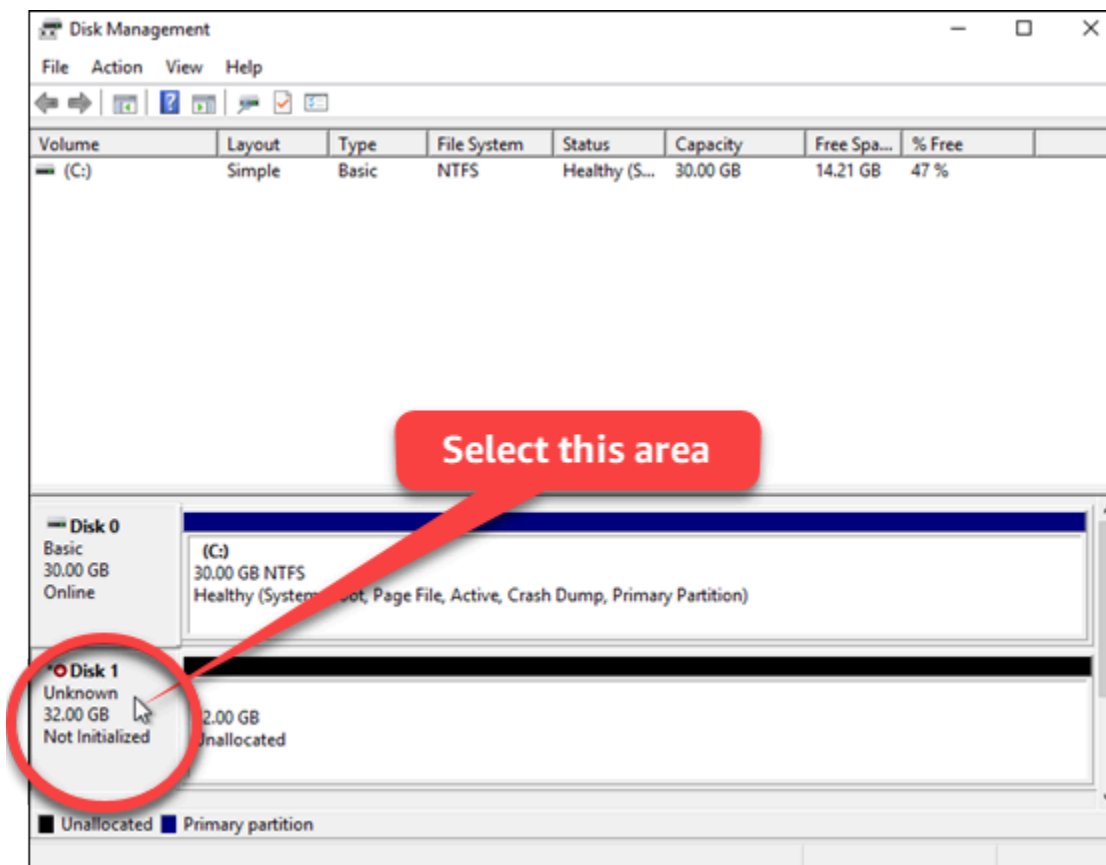 Disk Management
File Action View Help
Volume Layout Type File System Status Capacity Free Spa... % Free
(C:) Simple Basic NTFS Healthy (S... 30.00 GB 14.21 GB 47 %
Select this area
Disk 0
Basic
30.00 GB
Online
(C:)
30.00 GB NTFS
Healthy (System, Page File, Active, Crash Dump, Primary Partition)
Disk 1
Unknown
32.00 GB
Not Initialized
2.00 GB
nallocated
Unallocated Primary partition